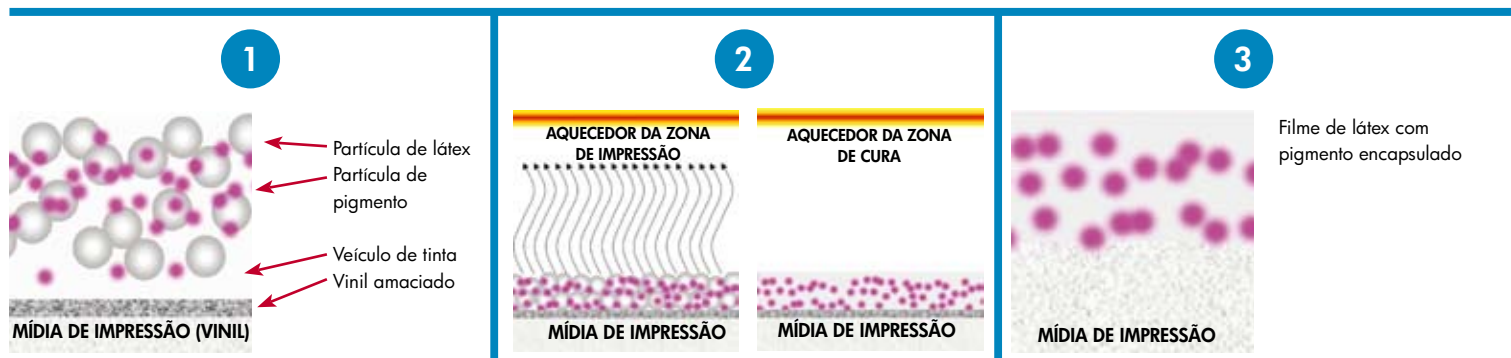 1
Partícula de látex
Partícula de
pigmento
Veículo de tinta
Vinil amaciado
MÍDIA DE IMPRESSÃO (VINIL)
2
AQUECEDOR DA ZONA
DE IMPRESSÃO
MÍDIA DE IMPRESSÃO
AQUECEDOR DA ZONA
DE CURA
MÍDIA DE IMPRESSÃO
3
Filme de látex com
pigmento encapsulado
MÍDIA DE IMPRESSÃO